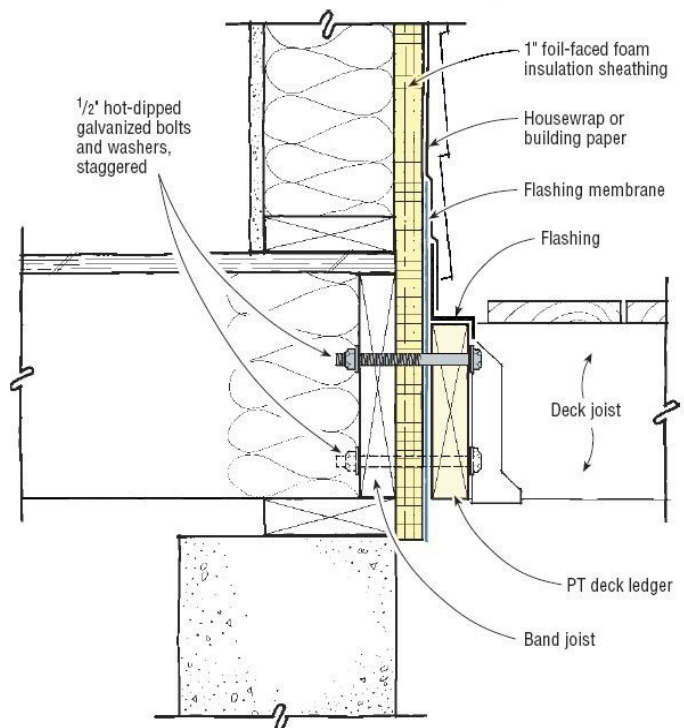 1" foil-faced foam
insulation sheathing
1/2" hot-dipped
galvanized bolts
and washers,
staggered
Housewrap or
building paper
Flashing membrane
Flashing
Deck joist
PT deck ledger
Band joist